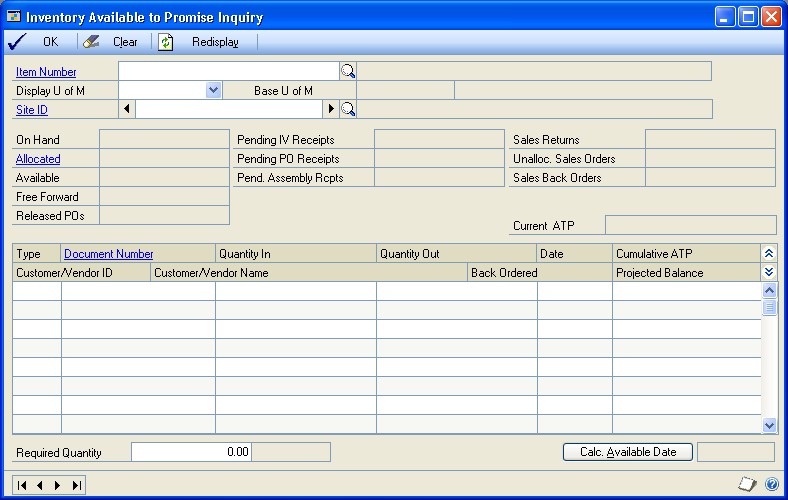 Inventory Available to Promise Inquiry
OK Clear Redisplay
Item Number
Display U of M Base U of M
Site ID
On Hand Pending IV Receipts Sales Returns
Allocated Pending PO Receipts Unalloc. Sales Orders
Available Pend. Assembly Rcpts Sales Back Orders
Free Forward
Released POs
Current ATP
Type Document Number Quantity In Quantity Out Date Cumulative ATP
Customer/Vendor ID Customer/Vendor Name Back Ordered Projected Balance
Required Quantity 0.00 Calc. Available Date